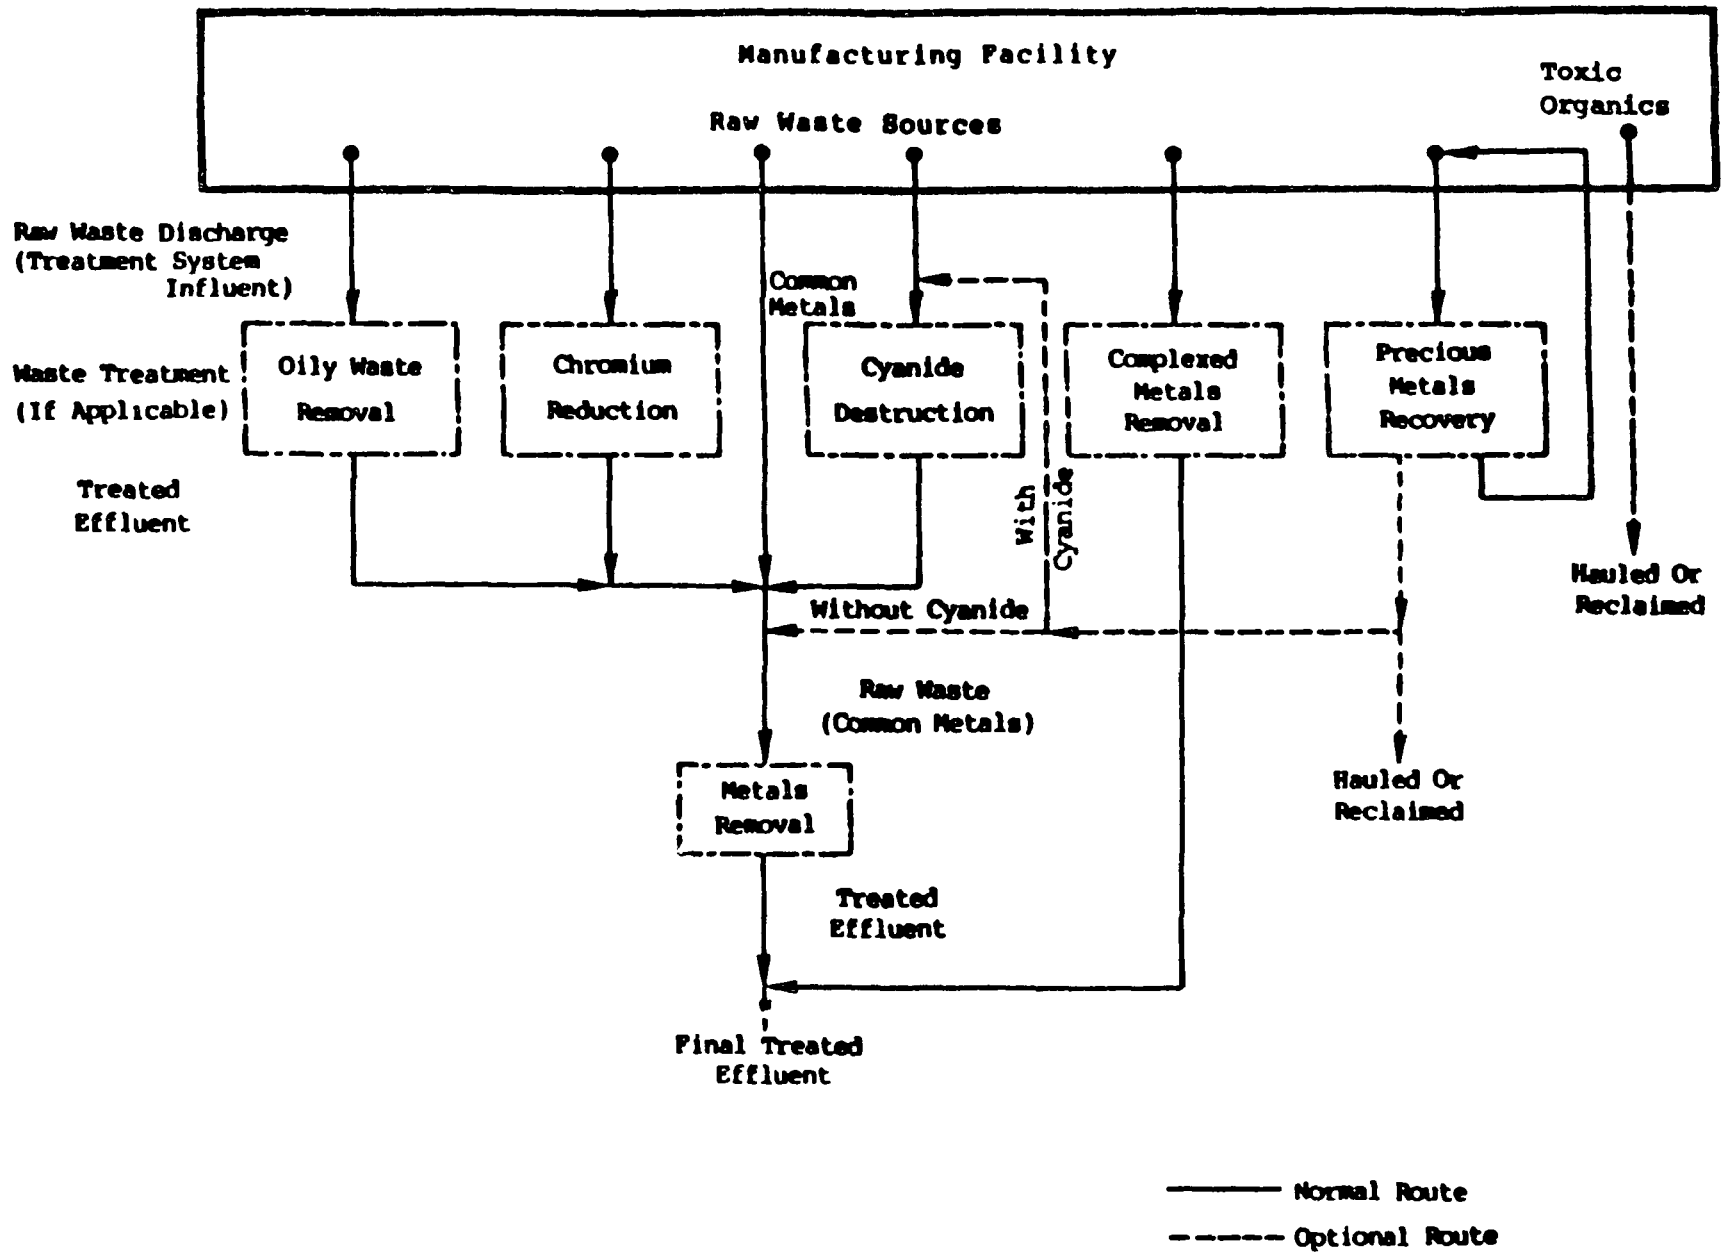 Manufacturing Facility
Toxic
Organics
Raw Waste Sources
Raw Waste Discharge
(Treatment System
Influent)
Common
Metals
Waste Treatment
(If Applicable)
Oily Waste
Removal
Chromium
Reduction
Cyanide
Destruction
Complexed
Metals
Removal
Precious
Metals
Recovery
Treated
Effluent
With
Cyanide
Hauled Or
Reclaimed
Without Cyanide
Raw Waste
(Common Metals)
Hauled Or
Reclaimed
Metals
Removal
Treated
Effluent
Final Treated
Effluent
Normal Route
Optional Route